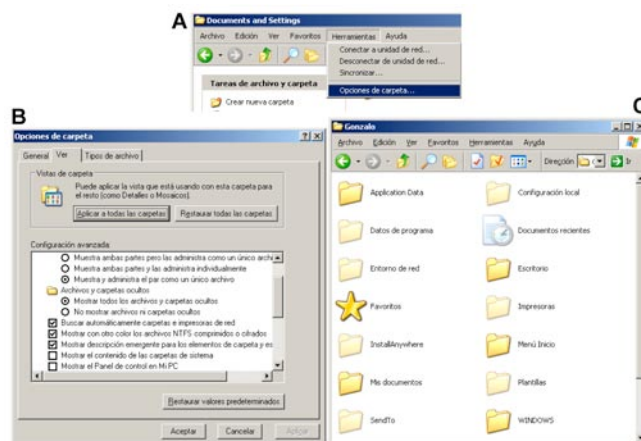 A
Documents and Settings
Archivo Edición Ver Favoritos Herramientas Ayuda
Conectar a unidad de red...
Desconectar de unidad de red...
Sincronizar...
Opciones de carpeta...
Tareas de archivo y carpeta
Crear nueva carpeta
B
Opciones de carpeta
General Ver Tipos de archivo
Vistas de carpeta
Puede aplicar la vista que está usando con esta carpeta para
el resto (como Detalles o Mosaicos).
Aplicar a todas las carpetas Restaurar todas las carpetas
Configuración avanzada:
Muestra ambas partes pero las administra como un único archi
Muestra ambas partes y las administra individualmente
Muestra y administra el par como un único archivo
Archivos y carpetas ocultos
Mostrar todos los archivos y carpetas ocultos
No mostrar archivos ni carpetas ocultos
Buscar automáticamente carpetas e impresoras de red
Mostrar con otro color los archivos NTFS comprimidos o cifrados
Mostrar descripción emergente para los elementos de carpeta y es
Mostrar el contenido de las carpetas de sistema
Mostrar el Panel de control en Mi PC
Restaurar valores predeterminados
Aceptar Cancelar Aplicar
C
Gonzalo
Archivo Edición Ver Favoritos Herramientas Ayuda
Dirección Ir
Application Data Configuración local
Datos de programa Documentos recientes
Entorno de red Escritorio
Favoritos Impresoras
InstallAnywhere Menú Inicio
Mis documentos Plantillas
SendTo WINDOWS